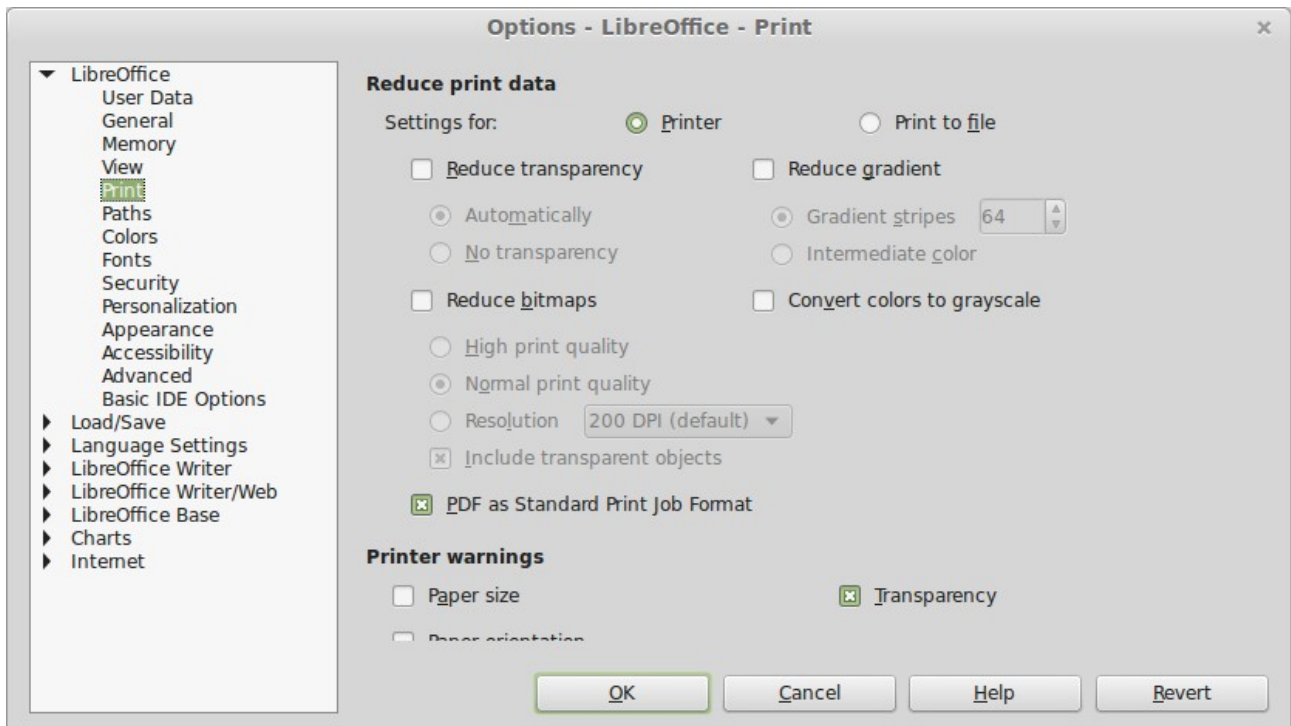 Options - LibreOffice - Print
LibreOffice
User Data
General
Memory
View
Print
Paths
Colors
Fonts
Security
Personalization
Appearance
Accessibility
Advanced
Basic IDE Options
Load/Save
Language Settings
LibreOffice Writer
LibreOffice Writer/Web
LibreOffice Base
Charts
Internet
Reduce print data
Settings for: Printer Print to file
Reduce transparency Reduce gradient
Automatically Gradient stripes 64
No transparency Intermediate color
Reduce bitmaps Convert colors to grayscale
High print quality
Normal print quality
Resolution 200 DPI (default)
Include transparent objects
PDF as Standard Print Job Format
Printer warnings
Paper size Transparency
Paper orientation
OK Cancel Help Revert